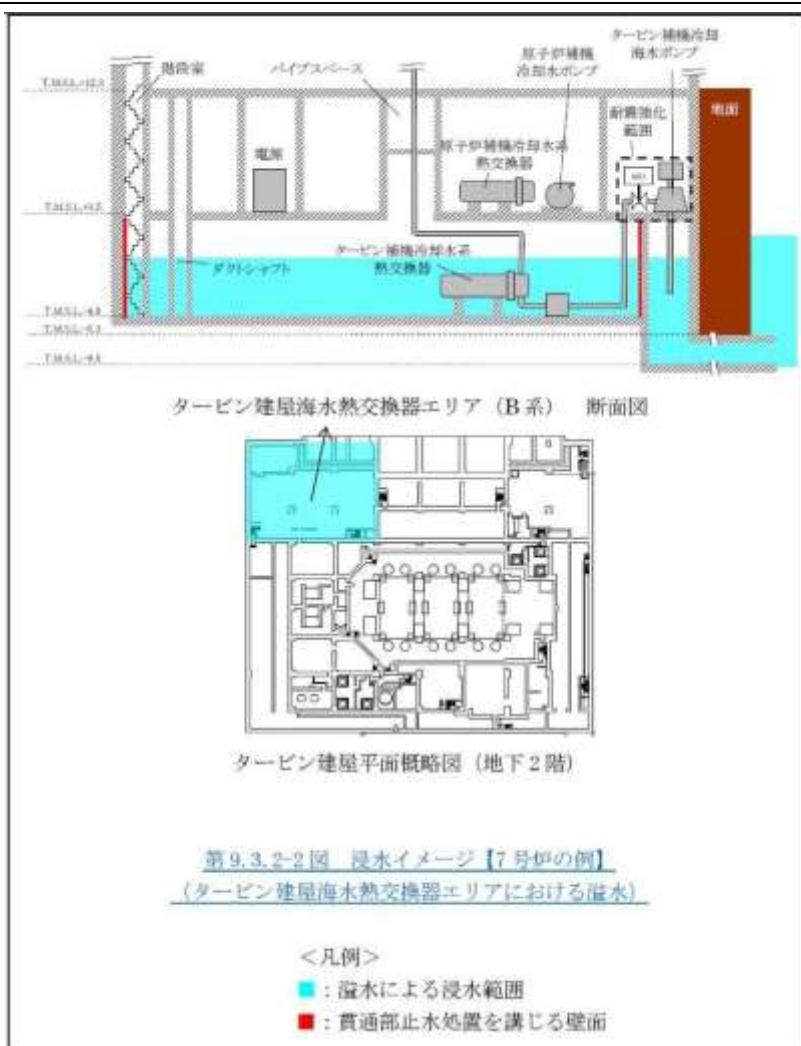 階段室
パイプスペース
原子炉補機
冷却水ポンプ
タービン補機冷却
海水ポンプ
地面
耐震強化
範囲
電源
原子炉補機冷却水系
熱交換器
ダクトシャフト
タービン補機冷却水系
熱交換器
タービン建屋海水熱交換器エリア（B系） 断面図
タービン建屋平面概略図（地下2階）
第9.3.2-2図 浸水イメージ【7号炉の例】
（タービン建屋海水熱交換器エリアにおける溢水）
＜凡例＞
■：溢水による浸水範囲
■：貫通部止水処置を講じる壁面